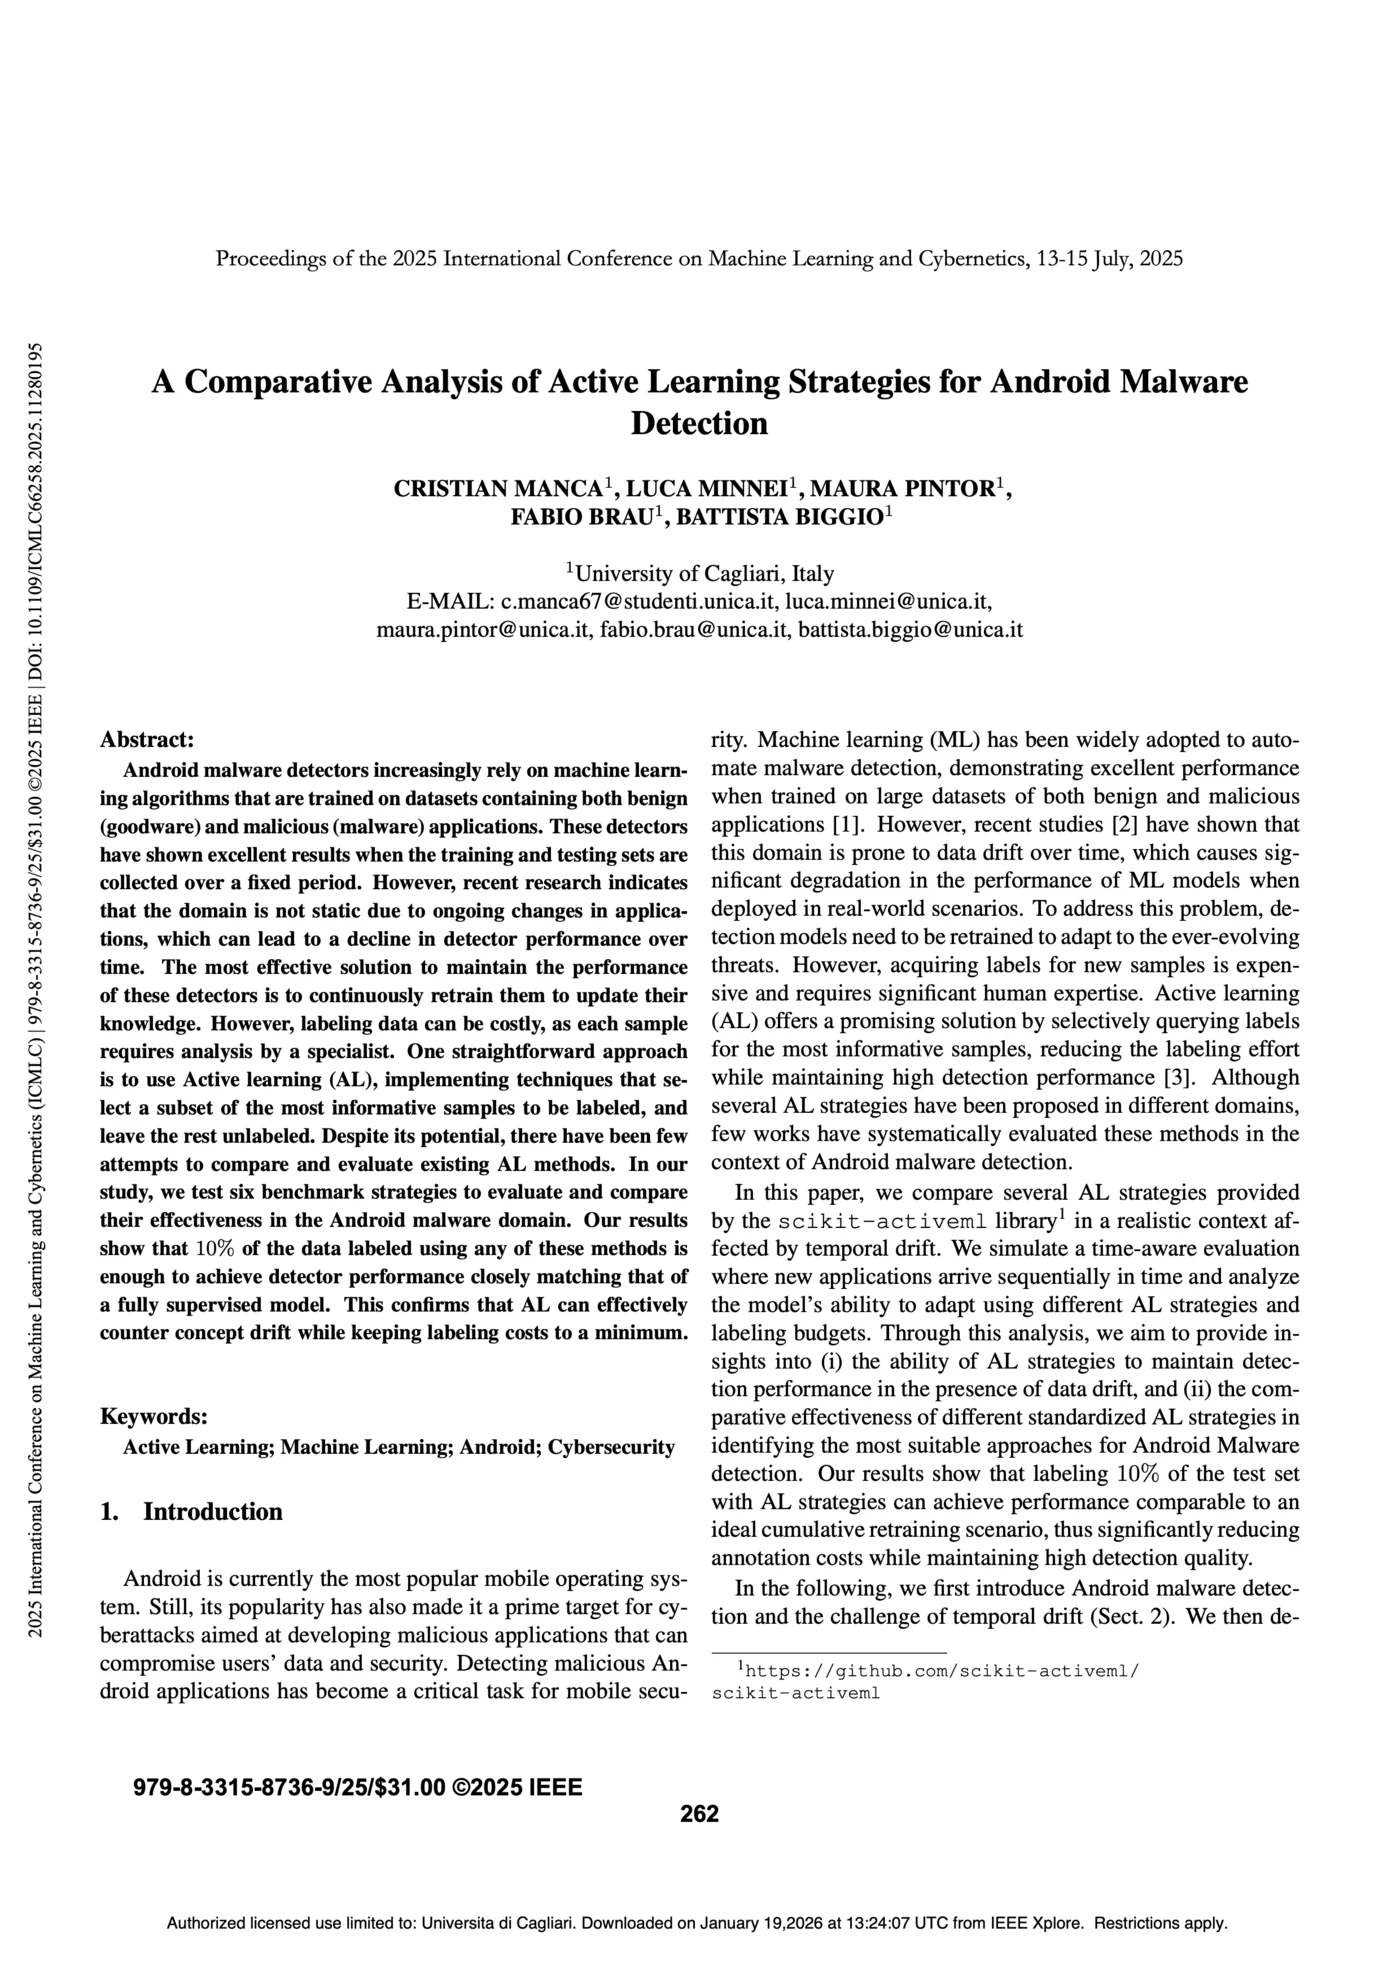 Proceedings of the 2025 International Conference on Machine Learning and Cybernetics, 13-15 July, 2025
A Comparative Analysis of Active Learning Strategies for Android Malware
Detection
CRISTIAN MANCA1, LUCA MINNEI1, MAURA PINTOR1,
FABIO BRAU1, BATTISTA BIGGIO1
1University of Cagliari, Italy
E-MAIL: c.manca67@studenti.unica.it, luca.minnei@unica.it,
maura.pintor@unica.it, fabio.brau@unica.it, battista.biggio@unica.it
Abstract:
Android malware detectors increasingly rely on machine learn-
ing algorithms that are trained on datasets containing both benign
(goodware) and malicious (malware) applications. These detectors
have shown excellent results when the training and testing sets are
collected over a fixed period. However, recent research indicates
that the domain is not static due to ongoing changes in applica-
tions, which can lead to a decline in detector performance over
time. The most effective solution to maintain the performance
of these detectors is to continuously retrain them to update their
knowledge. However, labeling data can be costly, as each sample
requires analysis by a specialist. One straightforward approach
is to use Active learning (AL), implementing techniques that se-
lect a subset of the most informative samples to be labeled, and
leave the rest unlabeled. Despite its potential, there have been few
attempts to compare and evaluate existing AL methods. In our
study, we test six benchmark strategies to evaluate and compare
their effectiveness in the Android malware domain. Our results
show that 10% of the data labeled using any of these methods is
enough to achieve detector performance closely matching that of
a fully supervised model. This confirms that AL can effectively
counter concept drift while keeping labeling costs to a minimum.
Keywords:
Active Learning; Machine Learning; Android; Cybersecurity
1. Introduction
Android is currently the most popular mobile operating sys-
tem. Still, its popularity has also made it a prime target for cy-
berattacks aimed at developing malicious applications that can
compromise users' data and security. Detecting malicious An-
droid applications has become a critical task for mobile secu-
rity. Machine learning (ML) has been widely adopted to auto-
mate malware detection, demonstrating excellent performance
when trained on large datasets of both benign and malicious
applications [1]. However, recent studies [2] have shown that
this domain is prone to data drift over time, which causes sig-
nificant degradation in the performance of ML models when
deployed in real-world scenarios. To address this problem, de-
tection models need to be retrained to adapt to the ever-evolving
threats. However, acquiring labels for new samples is expen-
sive and requires significant human expertise. Active learning
(AL) offers a promising solution by selectively querying labels
for the most informative samples, reducing the labeling effort
while maintaining high detection performance [3]. Although
several AL strategies have been proposed in different domains,
few works have systematically evaluated these methods in the
context of Android malware detection.
In this paper, we compare several AL strategies provided
by the scikit-activeml library1 in a realistic context af-
fected by temporal drift. We simulate a time-aware evaluation
where new applications arrive sequentially in time and analyze
the model's ability to adapt using different AL strategies and
labeling budgets. Through this analysis, we aim to provide in-
sights into (i) the ability of AL strategies to maintain detec-
tion performance in the presence of data drift, and (ii) the com-
parative effectiveness of different standardized AL strategies in
identifying the most suitable approaches for Android Malware
detection. Our results show that labeling 10% of the test set
with AL strategies can achieve performance comparable to an
ideal cumulative retraining scenario, thus significantly reducing
annotation costs while maintaining high detection quality.
In the following, we first introduce Android malware detec-
tion and the challenge of temporal drift (Sect. 2). We then de-
1https://github.com/scikit-activeml/
scikit-activeml
979-8-3315-8736-9/25/$31.00 ©2025 IEEE
262
Authorized licensed use limited to: Universita di Cagliari. Downloaded on January 19,2026 at 13:24:07 UTC from IEEE Xplore. Restrictions apply.
2025 International Conference on Machine Learning and Cybernetics (ICMLC) | 979-8-3315-8736-9/25/$31.00 ©2025 IEEE | DOI: 10.1109/ICMLC66258.2025.11280195